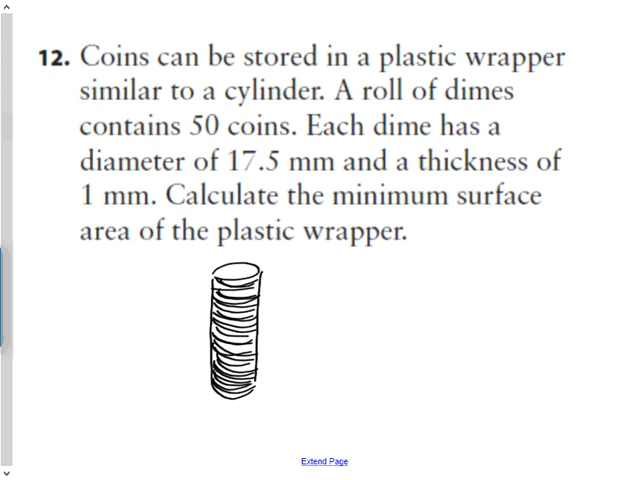 12. Coins can be stored in a plastic wrapper
similar to a cylinder. A roll of dimes
contains 50 coins. Each dime has a
diameter of 17.5 mm and a thickness of
1 mm. Calculate the minimum surface
area of the plastic wrapper.
Extend Page